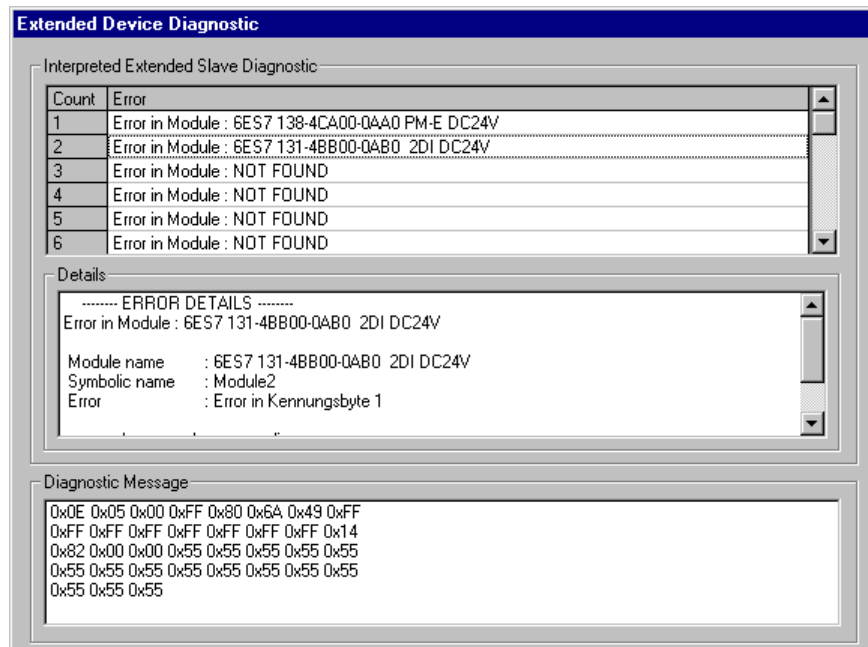 Extended Device Diagnostic
Interpreted Extended Slave Diagnostic
Count Error
1 Error in Module : 6ES7 138-4CA00-0AA0 PM-E DC24V
2 Error in Module : 6ES7 131-4BB00-0AB0 2DI DC24V
3 Error in Module : NOT FOUND
4 Error in Module : NOT FOUND
5 Error in Module : NOT FOUND
6 Error in Module : NOT FOUND
Details
-------- ERROR DETAILS --------
Error in Module : 6ES7 131-4BB00-0AB0 2DI DC24V
Module name : 6ES7 131-4BB00-0AB0 2DI DC24V
Symbolic name : Module2
Error : Error in Kennungsbyte 1
Diagnostic Message
0x0E 0x05 0x00 0xFF 0x80 0x6A 0x49 0xFF
0xFF 0xFF 0xFF 0xFF 0xFF 0xFF 0xFF 0x14
0x82 0x00 0x00 0x55 0x55 0x55 0x55 0x55
0x55 0x55 0x55 0x55 0x55 0x55 0x55 0x55
0x55 0x55 0x55